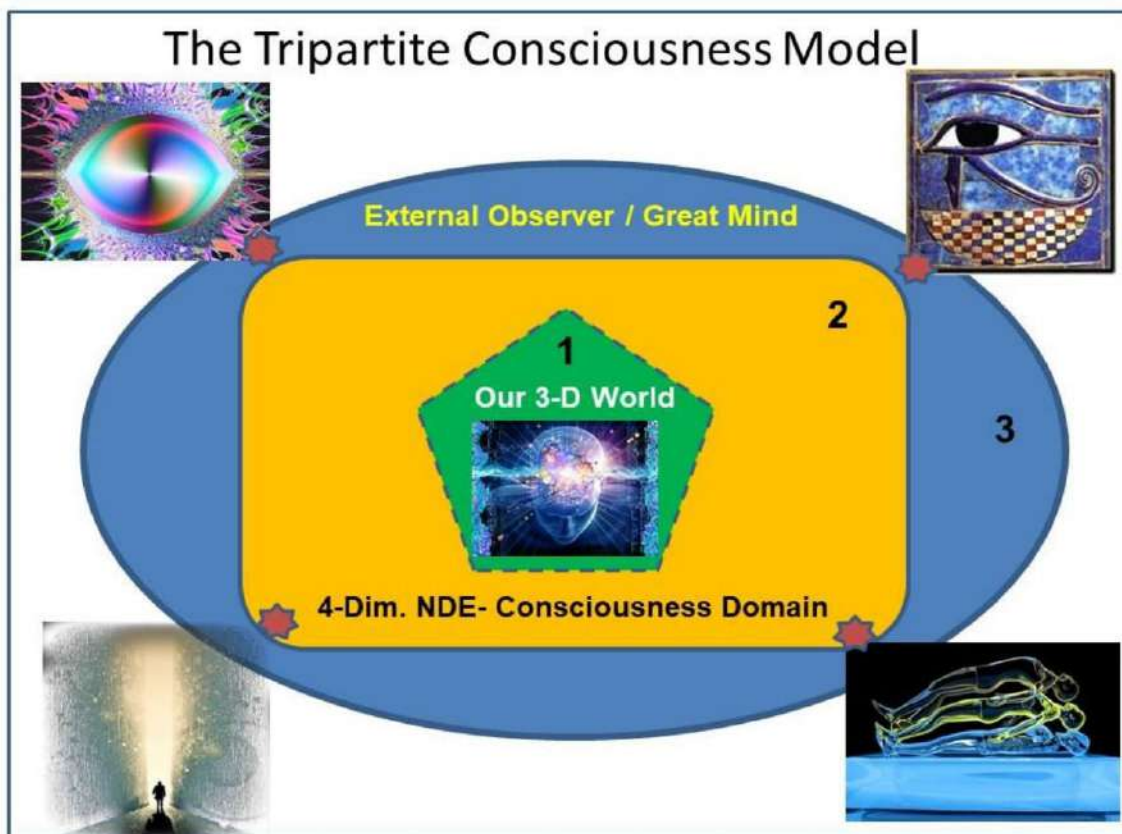 The Tripartite Consciousness Model
External Observer / Great Mind
2
1
Our 3-D World
3
4-Dim. NDE- Consciousness Domain